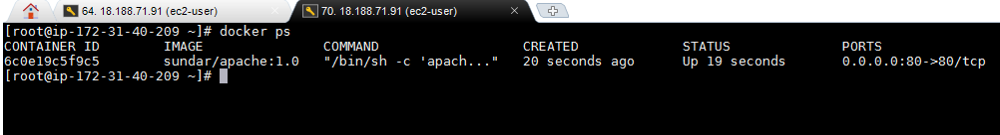 64. 18.188.71.91 (ec2-user)
70. 18.188.71.91 (ec2-user)
[root@ip-172-31-40-209 ~]# docker ps
CONTAINER ID IMAGE COMMAND CREATED STATUS PORTS
6c0e19c5f9c5 sundar/apache:1.0 "/bin/sh -c 'apach..." 20 seconds ago Up 19 seconds 0.0.0.0:80->80/tcp
[root@ip-172-31-40-209 ~]#